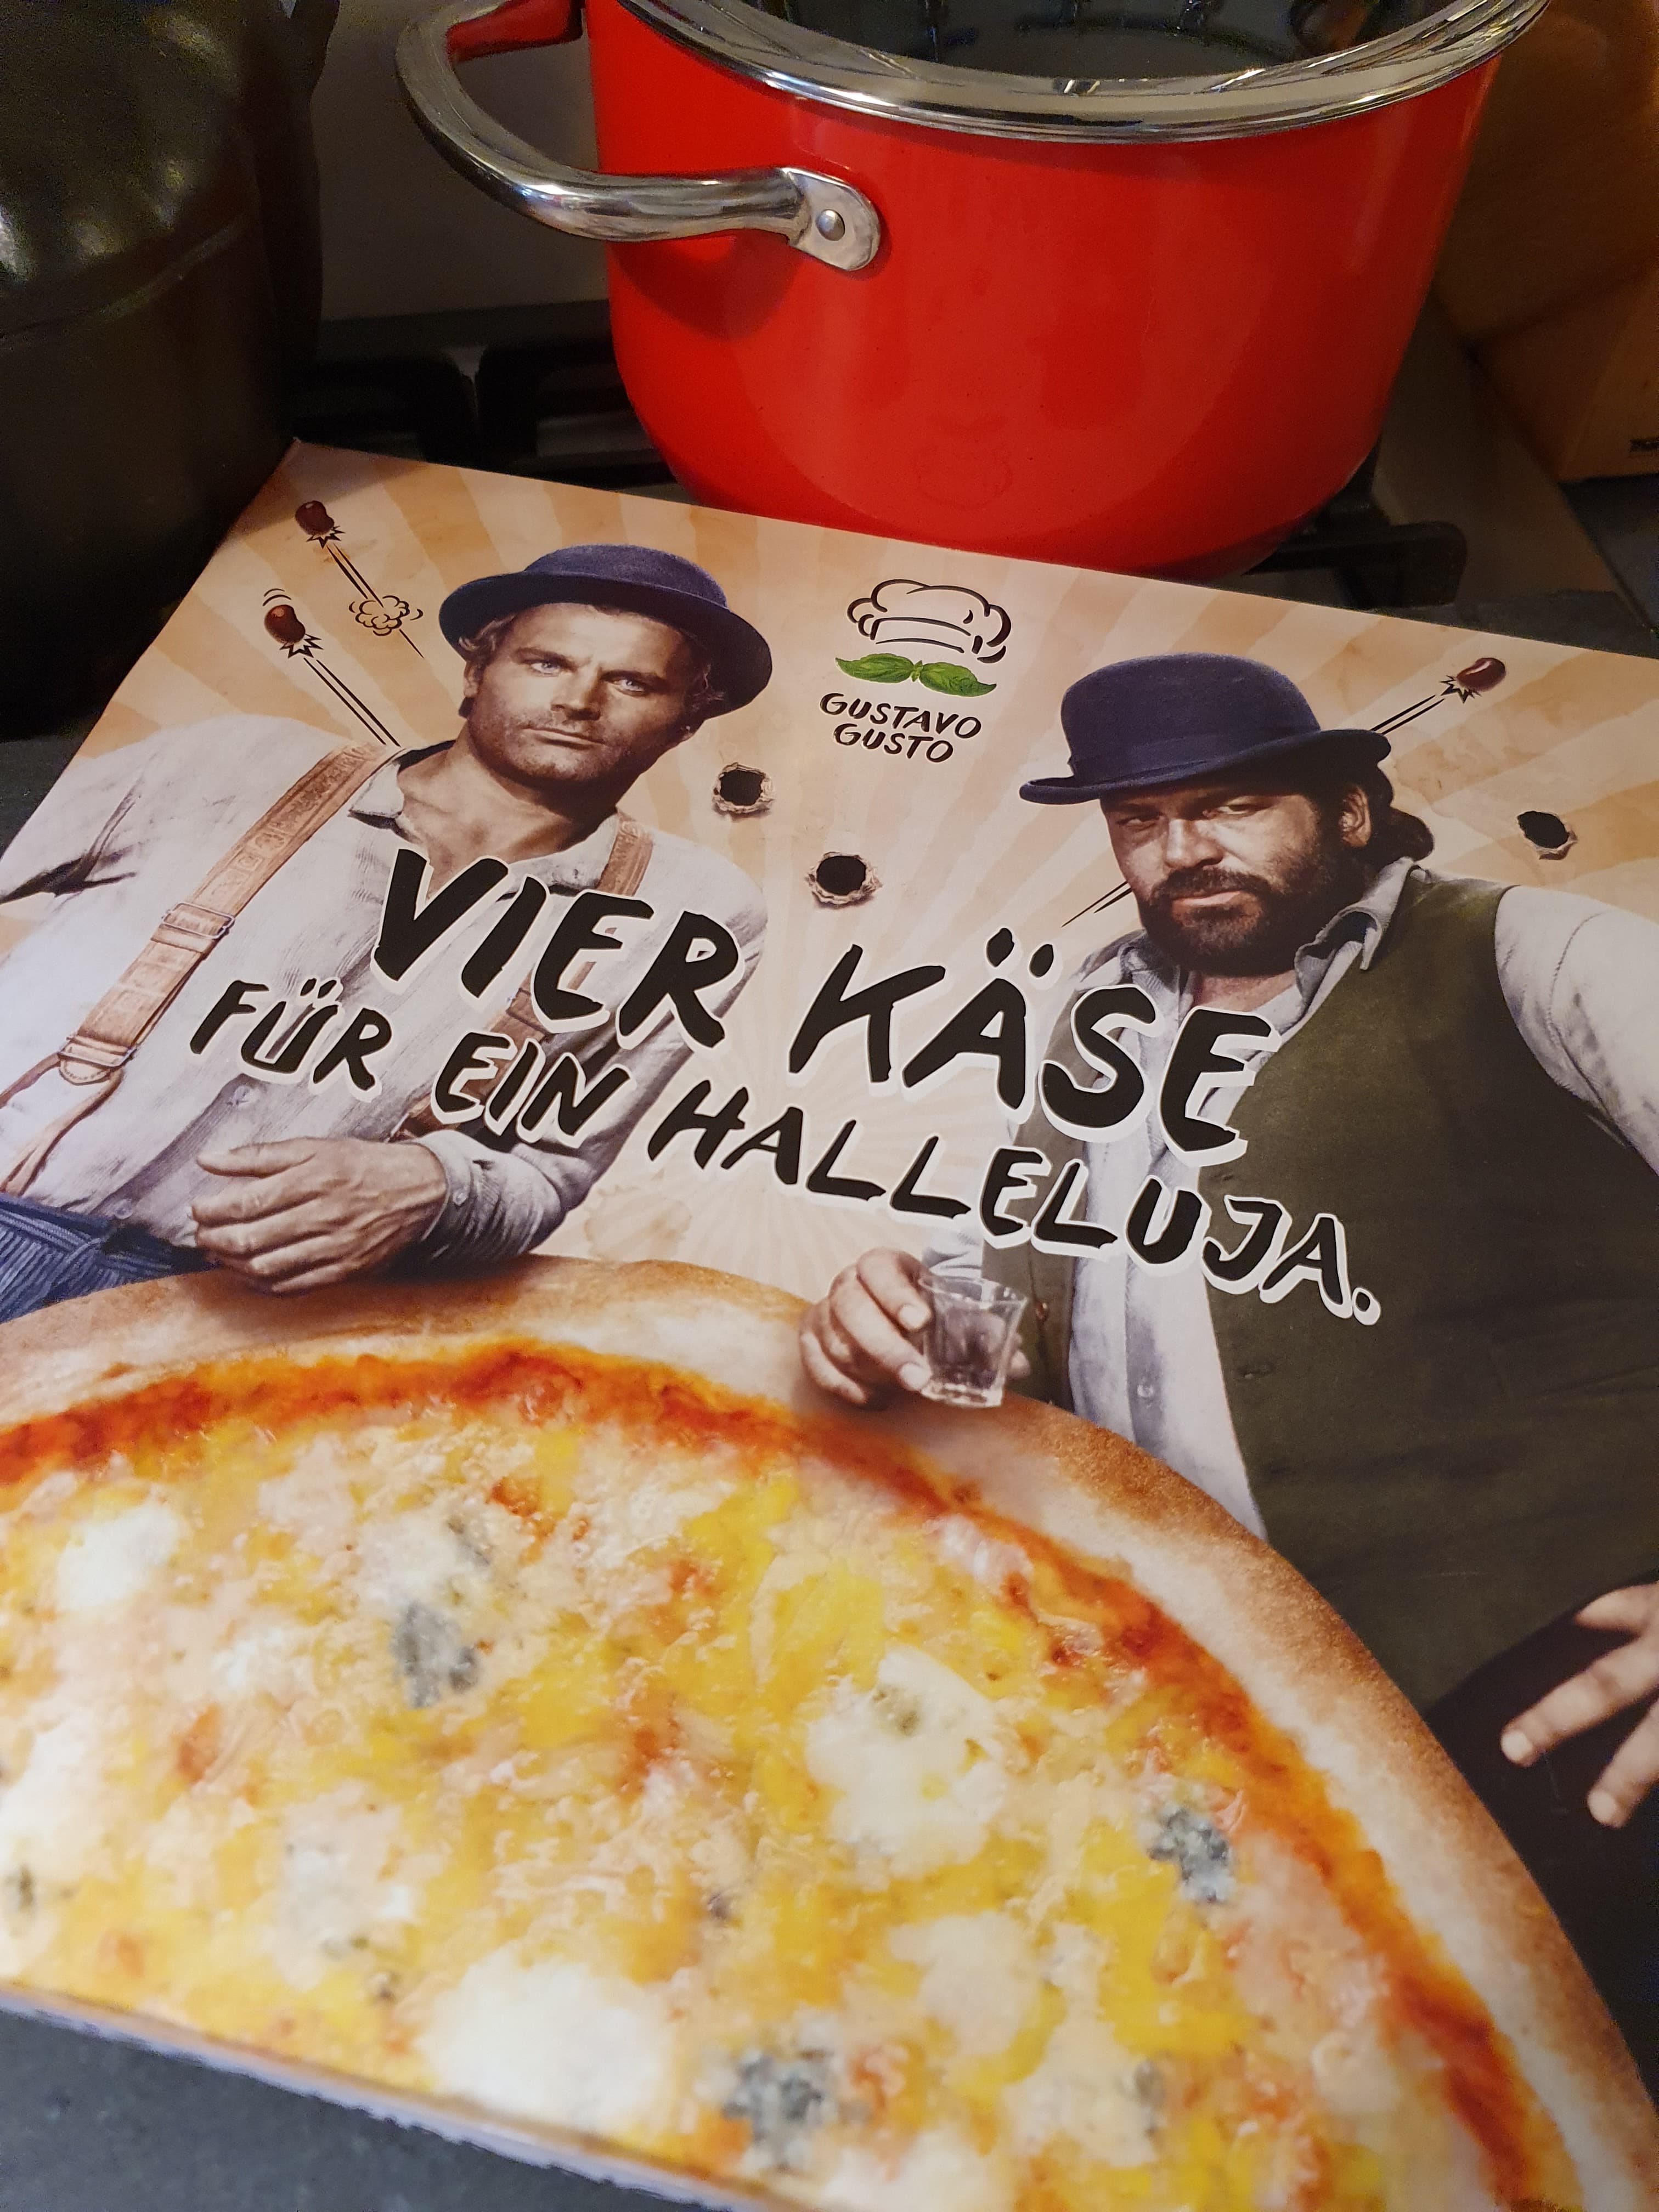 GUSTAVO
GUSTO
VIER KÄSE
FÜR EIN HALLELUJA.